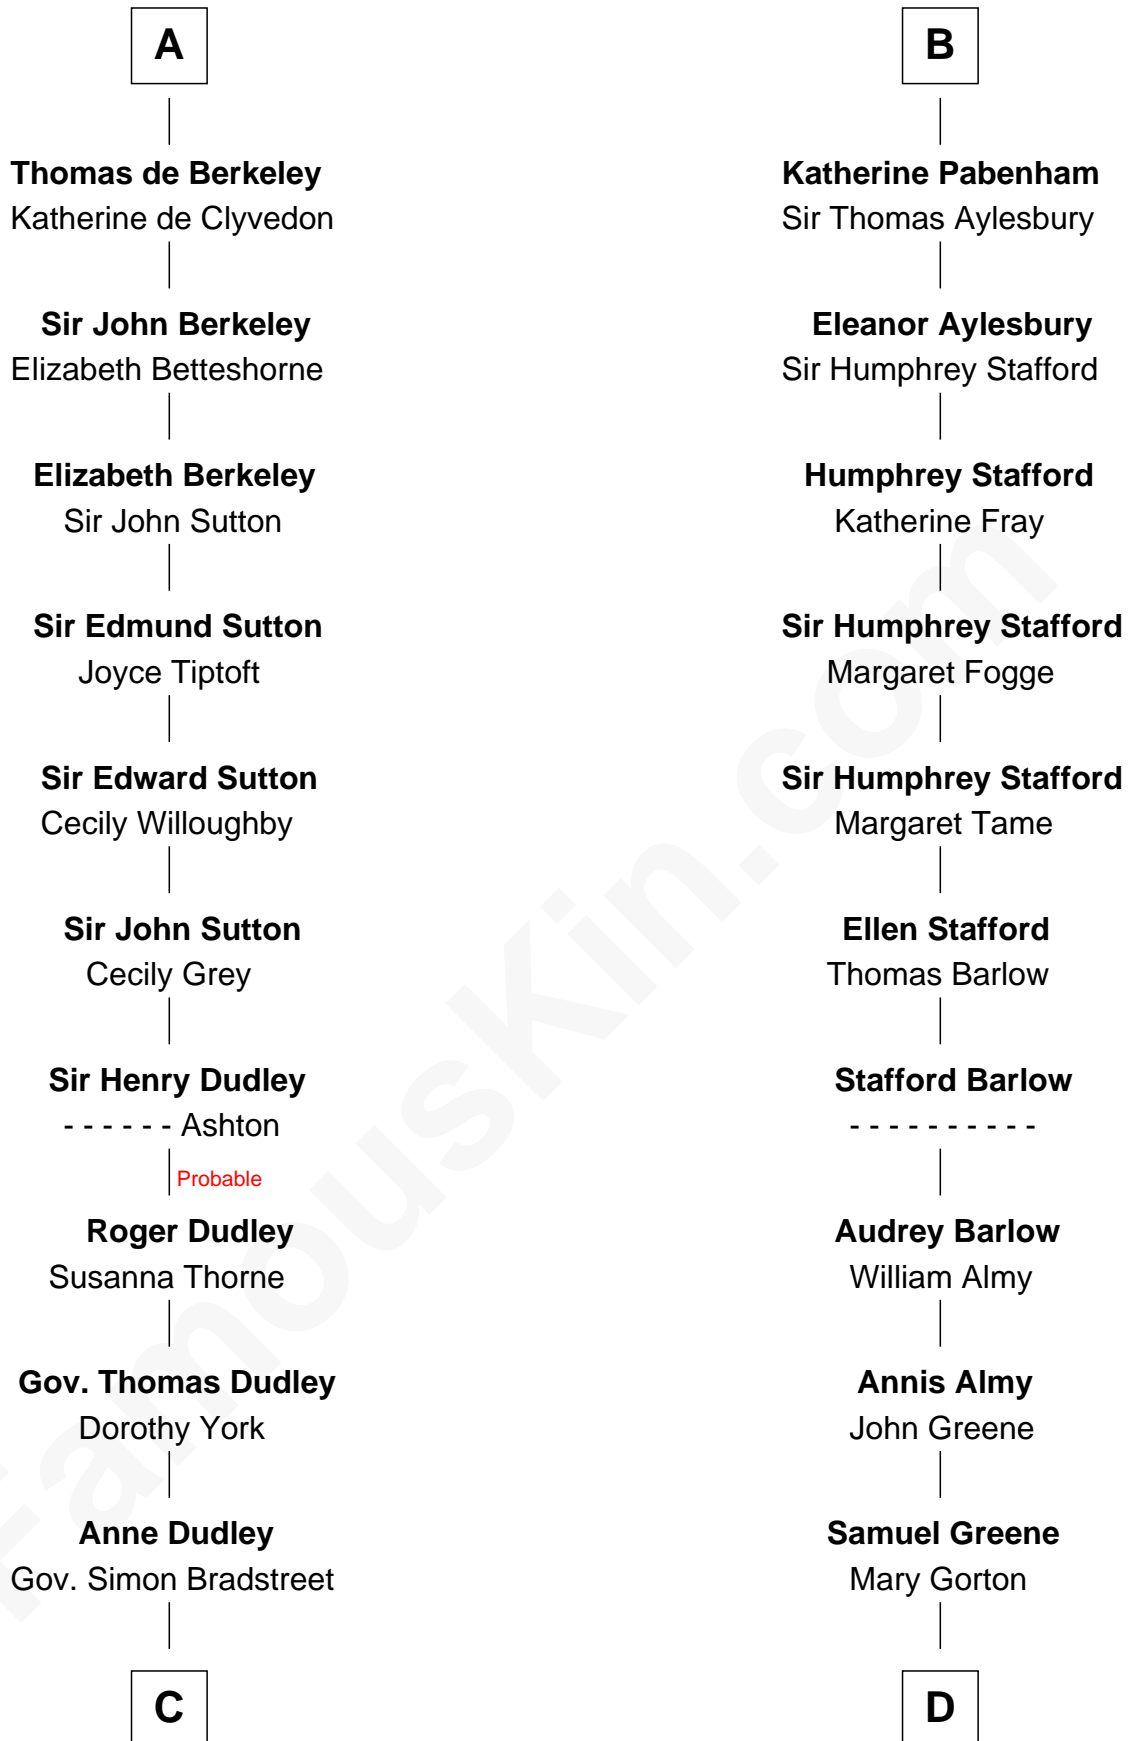 A
Thomas de Berkeley
Katherine de Clyvedon
Sir John Berkeley
Elizabeth Betteshorne
Elizabeth Berkeley
Sir John Sutton
Sir Edmund Sutton
Joyce Tiptoft
Sir Edward Sutton
Cecily Willoughby
Sir John Sutton
Cecily Grey
Sir Henry Dudley
- - - - - - Ashton
Probable
Roger Dudley
Susanna Thorne
Gov. Thomas Dudley
Dorothy York
Anne Dudley
Gov. Simon Bradstreet
C
B
Katherine Pabenham
Sir Thomas Aylesbury
Eleanor Aylesbury
Sir Humphrey Stafford
Humphrey Stafford
Katherine Fray
Sir Humphrey Stafford
Margaret Fogge
Sir Humphrey Stafford
Margaret Tame
Ellen Stafford
Thomas Barlow
Stafford Barlow
- - - - - - - - - -
Audrey Barlow
William Almy
Annis Almy
John Greene
Samuel Greene
Mary Gorton
D
FamousKin.com